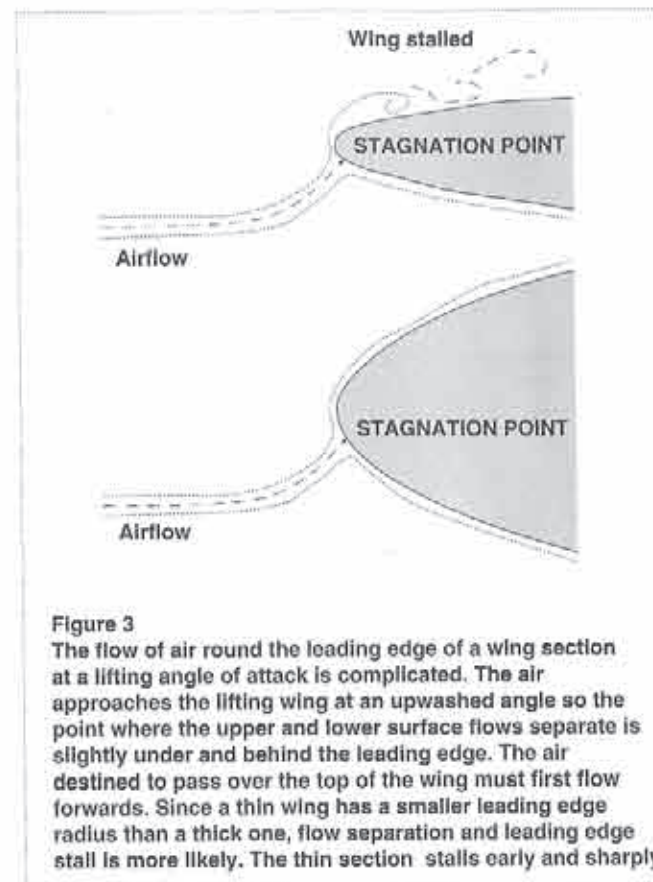 Wing stalled
STAGNATION POINT
Airflow
STAGNATION POINT
Airflow
Figure 3
The flow of air round the leading edge of a wing section
at a lifting angle of attack is complicated. The air
approaches the lifting wing at an upwashed angle so the
point where the upper and lower surface flows separate is
slightly under and behind the leading edge. The air
destined to pass over the top of the wing must first flow
forwards. Since a thin wing has a smaller leading edge
radius than a thick one, flow separation and leading edge
stall is more likely. The thin section stalls early and sharply